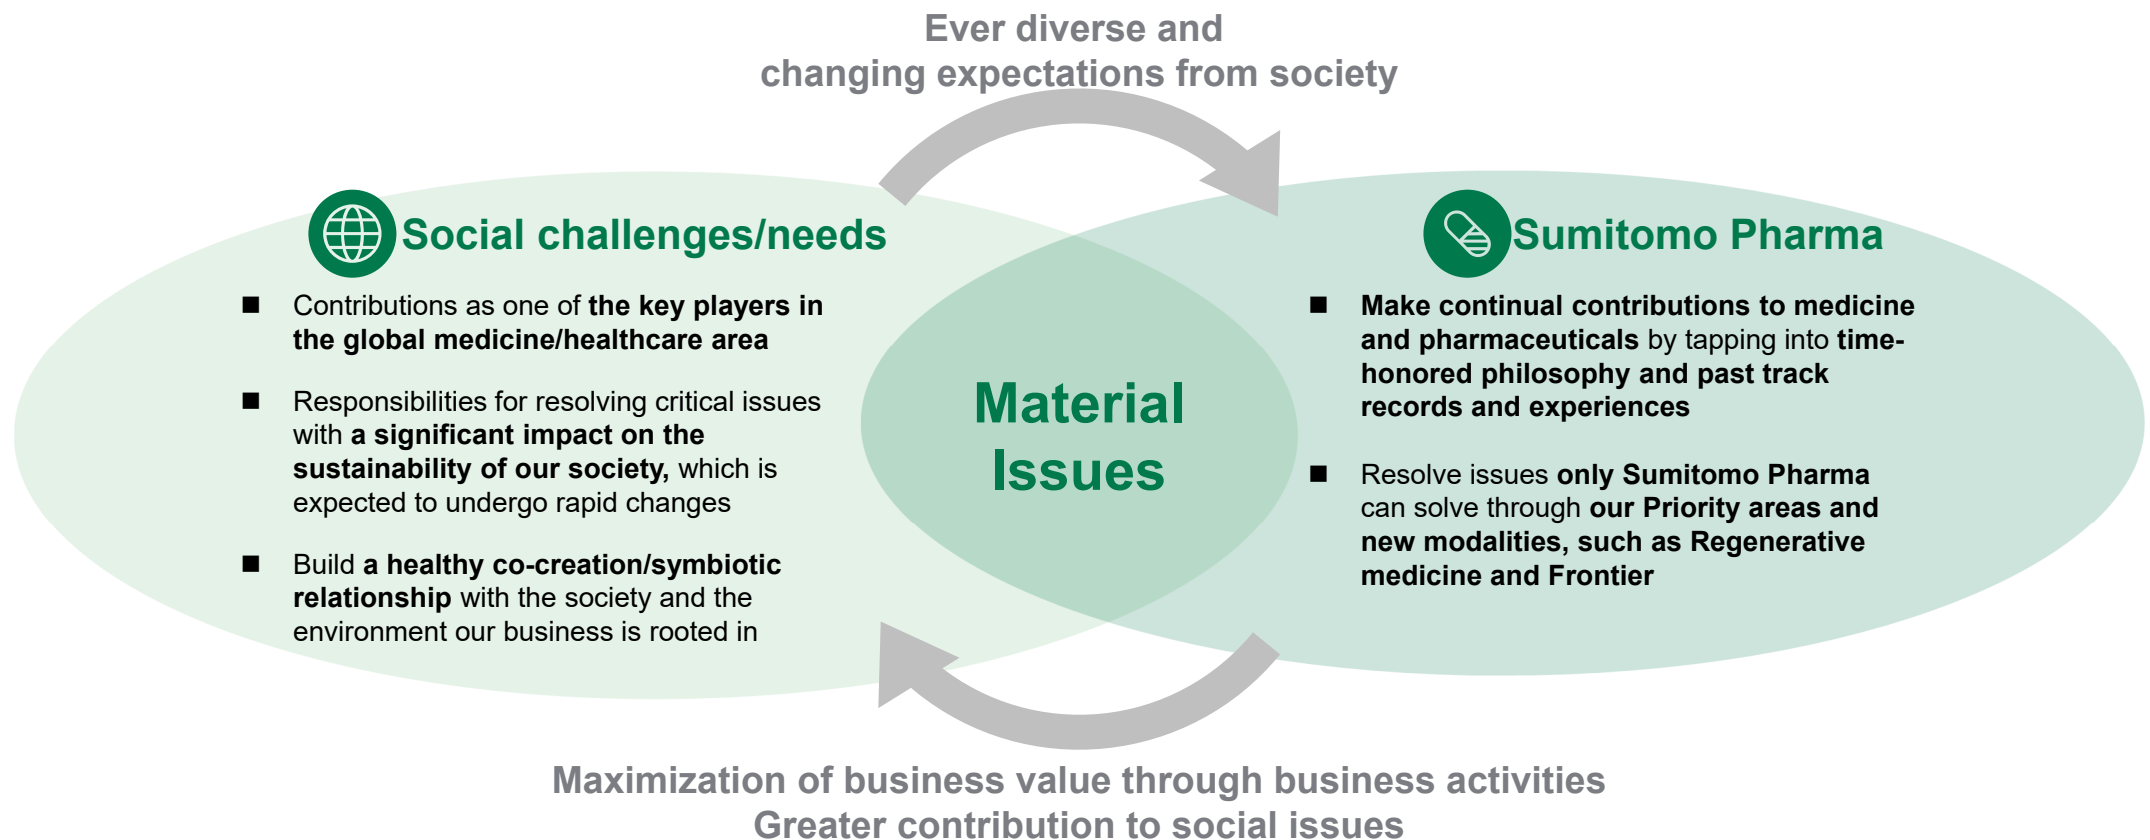 Ever diverse and
changing expectations from society
Social challenges/needs
■ Contributions as one of the key players in
the global medicine/healthcare area
■ Responsibilities for resolving critical issues
with a significant impact on the
sustainability of our society, which is
expected to undergo rapid changes
■ Build a healthy co-creation/symbiotic
relationship with the society and the
environment our business is rooted in
Material
Issues
Sumitomo Pharma
■ Make continual contributions to medicine
and pharmaceuticals by tapping into time-
honored philosophy and past track
records and experiences
■ Resolve issues only Sumitomo Pharma
can solve through our Priority areas and
new modalities, such as Regenerative
medicine and Frontier
Maximization of business value through business activities
Greater contribution to social issues